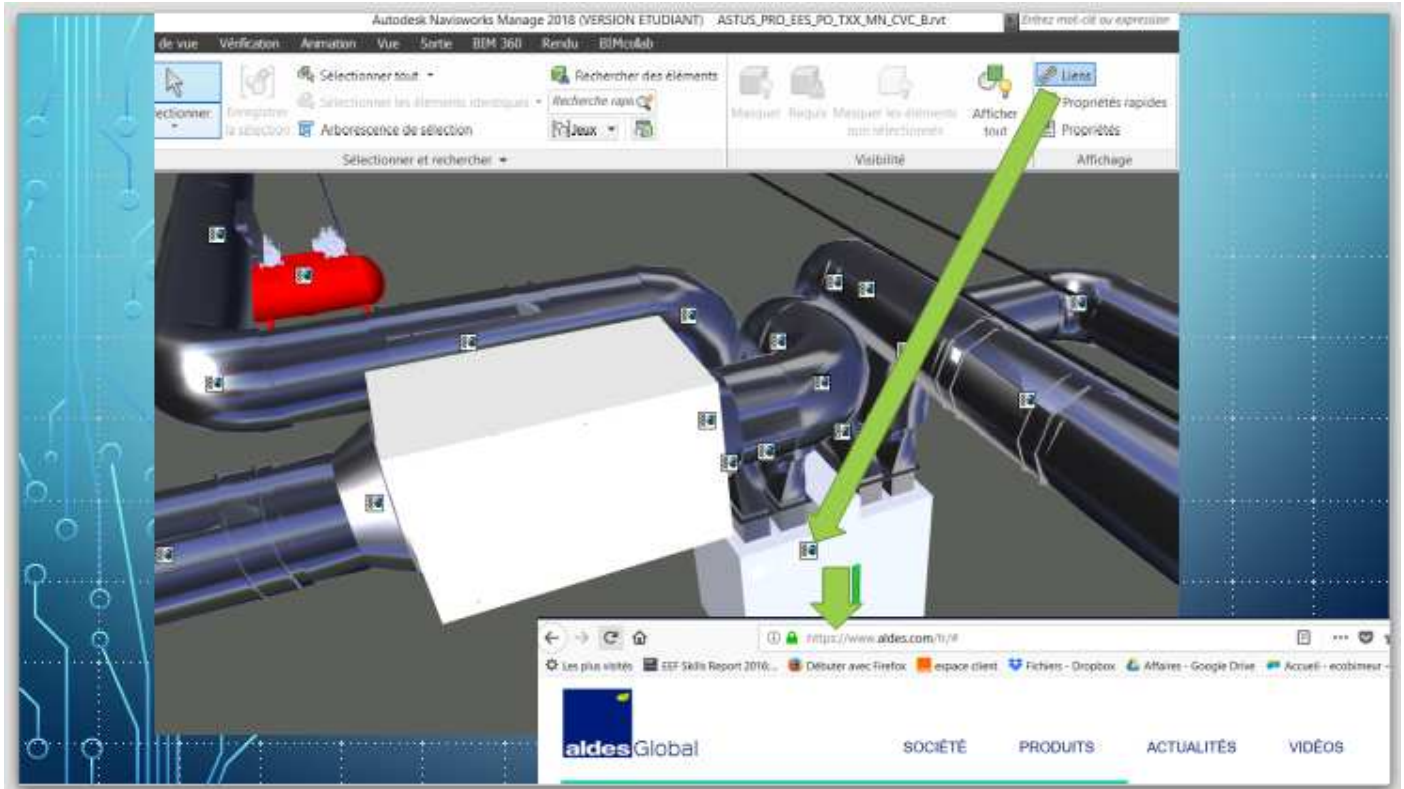 Autodesk Navisworks Manage 2018 (VERSION ETUDIANT) ASTUS_PRO_EES_PO_TXX_MN_CVC_B.rvt Entrez mot-clé ou expression
de vue Vérification Animation Vue Sortie BIM 360 Rendu BIMcollab
Sélectionner tout
Rechercher des éléments
Liens
Sélectionner les éléments identiques
Recherche rapi
Propriétés rapides
ectionner
Enregistrer
la sélection
Arborescence de sélection
Jeux
Masquer Requis Masquer les éléments
non sélectionnés
Afficher
tout
Propriétés
Sélectionner et rechercher
Visibilité
Affichage
https://www.aldes.com/fr/#
Les plus visités EEF Skills Report 2016:... Débuter avec Firefox espace client Fichiers - Dropbox Affaires - Google Drive Accueil - ecobimeur -
aldes Global
SOCIÉTÉ PRODUITS ACTUALITÉS VIDÉOS